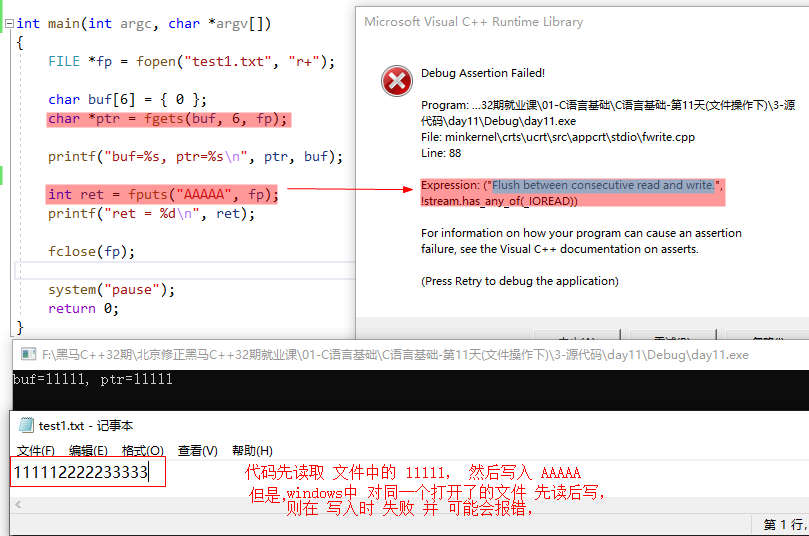 int main(int argc, char *argv[])
{
FILE *fp = fopen("test1.txt", "r+");
char buf[6] = { 0 };
char *ptr = fgets(buf, 6, fp);
printf("buf=%s, ptr=%s\n", ptr, buf);
int ret = fputs("AAAAA", fp);
printf("ret = %d\n", ret);
fclose(fp);
system("pause");
return 0;
}
Microsoft Visual C++ Runtime Library
Debug Assertion Failed!
Program: ...32期就业课\01-C语言基础\C语言基础-第11天(文件操作下)\3-源
代码\day11\Debug\day11.exe
File: minkernel\crts\ucrt\src\appcrt\stdio\fwrite.cpp
Line: 88
Expression: ("Flush between consecutive read and write.",
!stream.has_any_of(_IOREAD))
For information on how your program can cause an assertion
failure, see the Visual C++ documentation on asserts.
(Press Retry to debug the application)
F:\黑马C++32期\北京修正黑马C++32期就业课\01-C语言基础\C语言基础-第11天(文件操作下)\3-源代码\day11\Debug\day11.exe
buf=11111, ptr=11111
test1.txt - 记事本
文件(F) 编辑(E) 格式(O) 查看(V) 帮助(H)
111112222233333
代码先读取 文件中的 11111， 然后写入 AAAAA
但是,windows中 对同一个打开了的文件 先读后写，
则在 写入时 失败 并 可能会报错，
第 1 行,